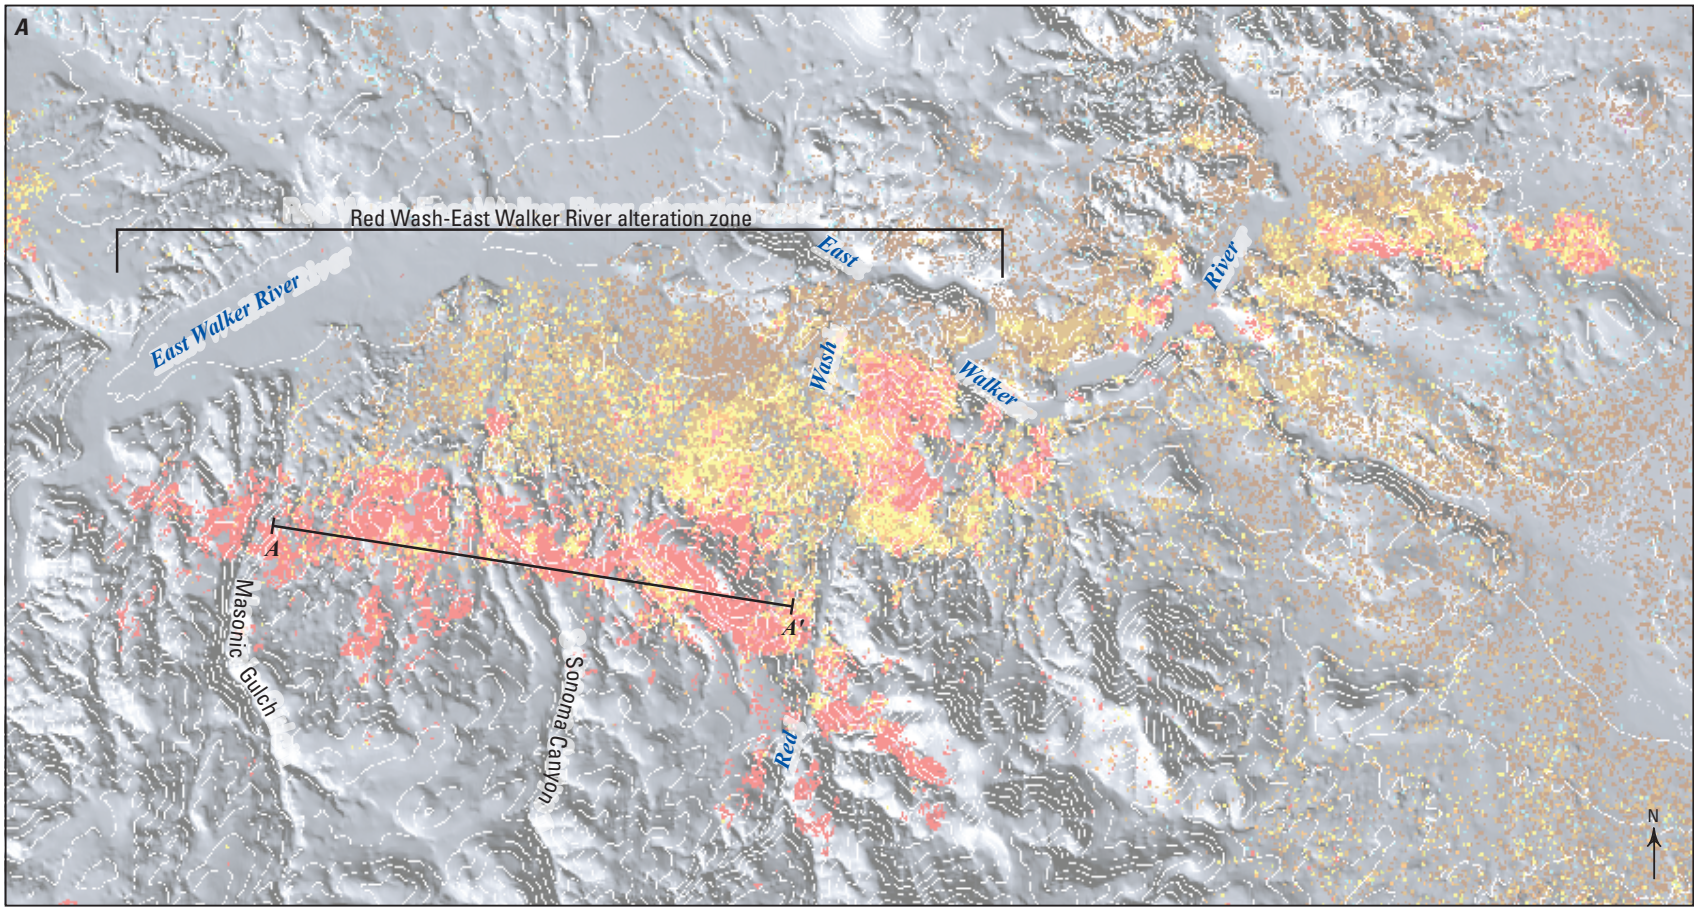 A
Red Wash-East Walker River alteration zone
East
River
East Walker River
Wash
Walker
A
A'
Masonic Gulch
Sonoma Canyon
Red
N